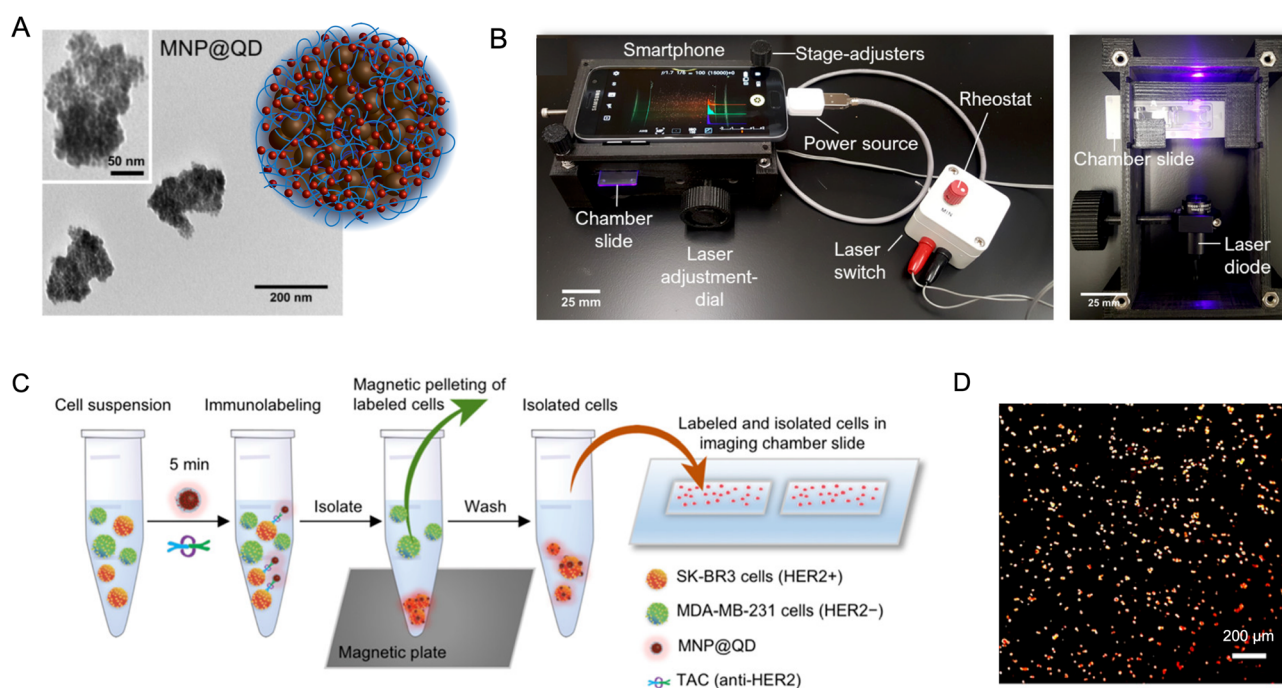 A
MNP@QD
50 nm
200 nm
B
Smartphone
Stage-adjusters
Rheostat
Power source
SAMSUNG
MIN
Chamber
slide
Laser
adjustment-
dial
Laser
switch
25 mm
Chamber slide
Laser
diode
25 mm
C
Cell suspension
5 min
Immunolabeling
Isolate
Magnetic pelleting of
labeled cells
Wash
Isolated cells
Labeled and isolated cells in
imaging chamber slide
Magnetic plate
SK-BR3 cells (HER2+)
MDA-MB-231 cells (HER2−)
MNP@QD
TAC (anti-HER2)
D
200 μm